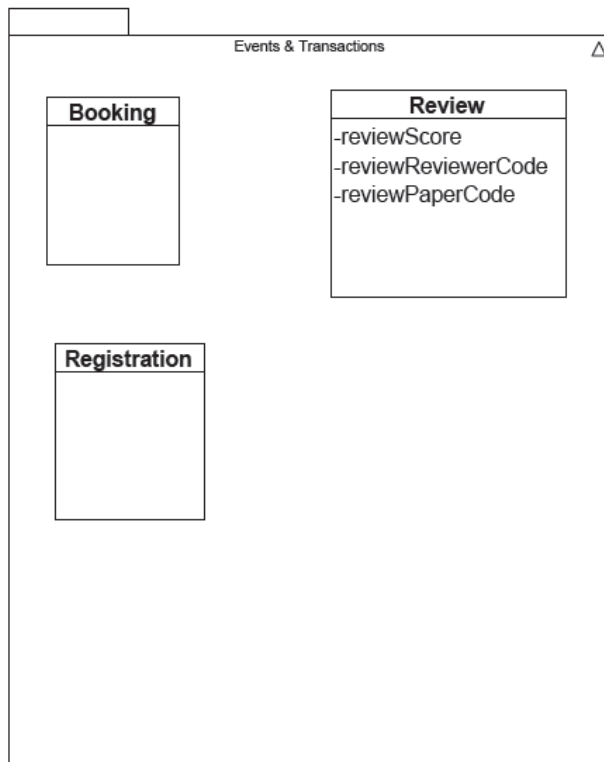 Events & Transactions
Booking
Review
-reviewScore
-reviewReviewerCode
-reviewPaperCode
Registration